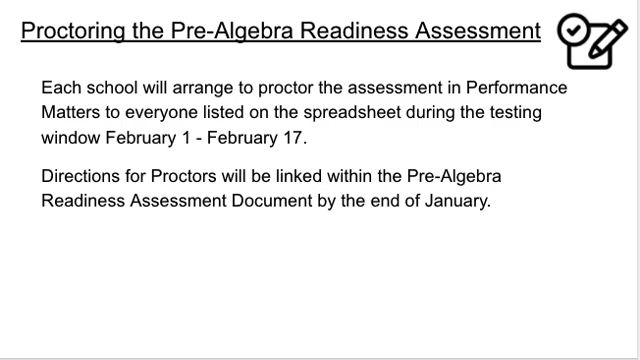 Proctoring the Pre-Algebra Readiness Assessment
Each school will arrange to proctor the assessment in Performance
Matters to everyone listed on the spreadsheet during the testing
window February 1 - February 17.
Directions for Proctors will be linked within the Pre-Algebra
Readiness Assessment Document by the end of January.